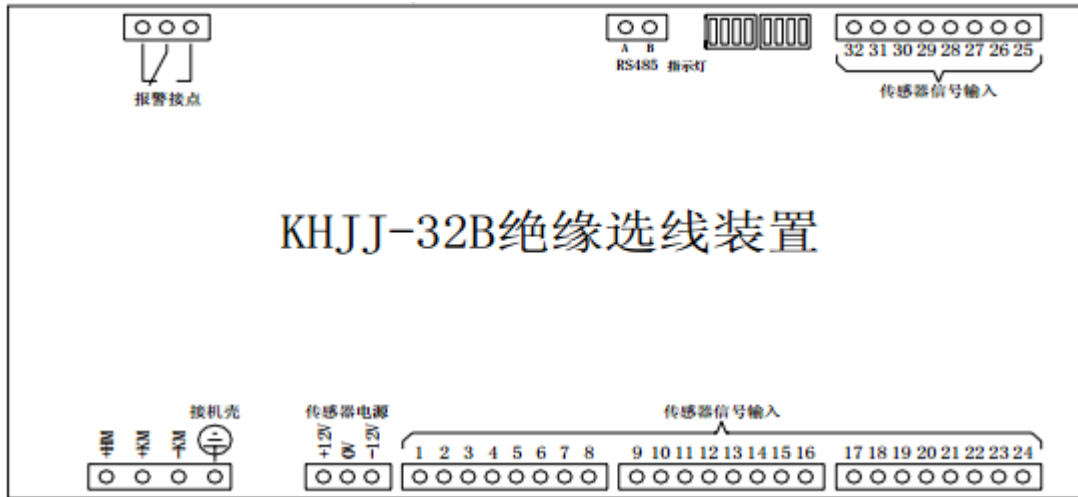 A B
RS485 指示灯
32 31 30 29 28 27 26 25
报警接点
传感器信号输入
KHJJ-32B绝缘选线装置
接机壳
传感器电源
传感器信号输入
+HM
+KM
-KM
+12V
0V
-12V
1 2 3 4 5 6 7 8
9 10 11 12 13 14 15 16
17 18 19 20 21 22 23 24